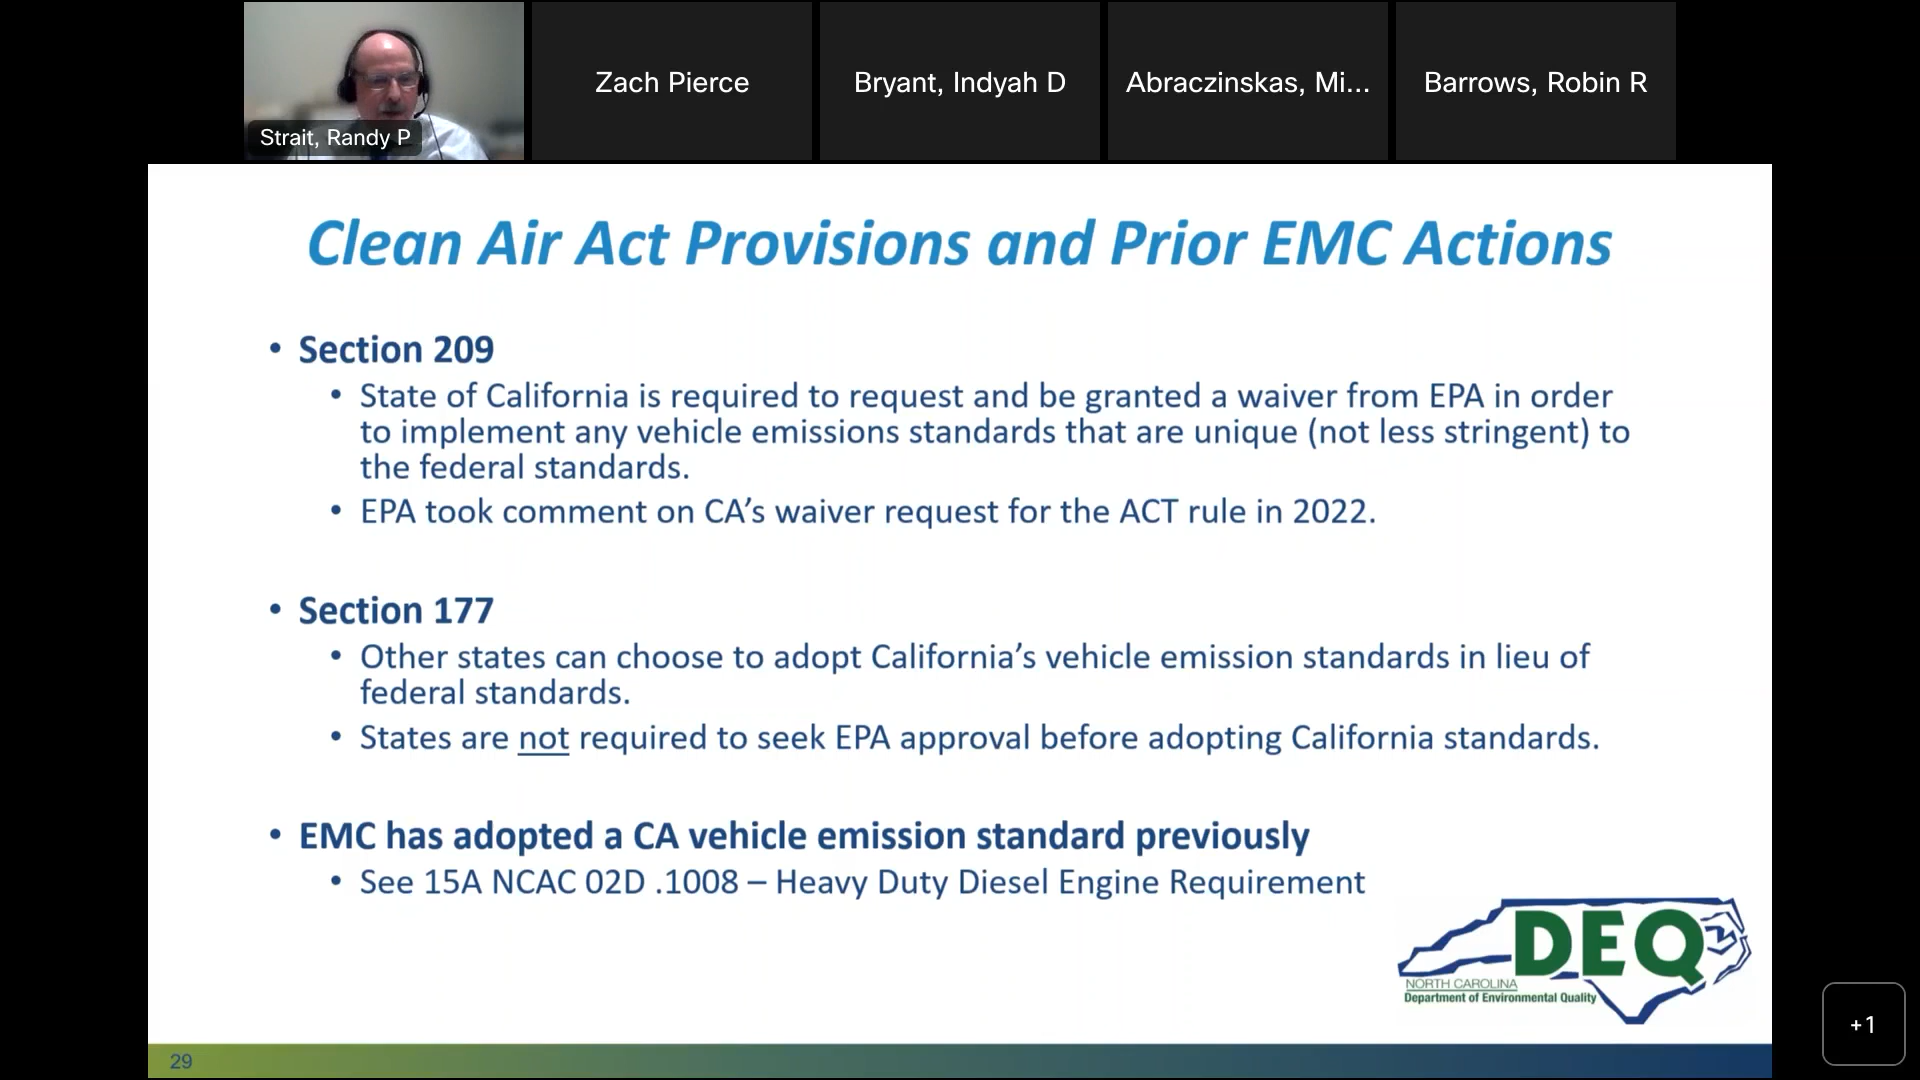 Strait, Randy P
Zach Pierce
Bryant, Indyah D
Abraczinskas, Mi...
Barrows, Robin R
Clean Air Act Provisions and Prior EMC Actions
• Section 209
• State of California is required to request and be granted a waiver from EPA in order
to implement any vehicle emissions standards that are unique (not less stringent) to
the federal standards.
• EPA took comment on CA’s waiver request for the ACT rule in 2022.
• Section 177
• Other states can choose to adopt California’s vehicle emission standards in lieu of
federal standards.
• States are not required to seek EPA approval before adopting California standards.
• EMC has adopted a CA vehicle emission standard previously
• See 15A NCAC 02D .1008 – Heavy Duty Diesel Engine Requirement
DEQ
NORTH CAROLINA
Department of Environmental Quality
+1
29